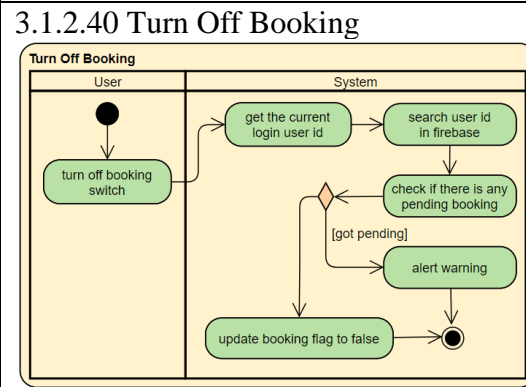 3.1.2.40 Turn Off Booking
Turn Off Booking
User
System
turn off booking
switch
get the current
login user id
search user id
in firebase
check if there is any
pending booking
[got pending]
alert warning
update booking flag to false